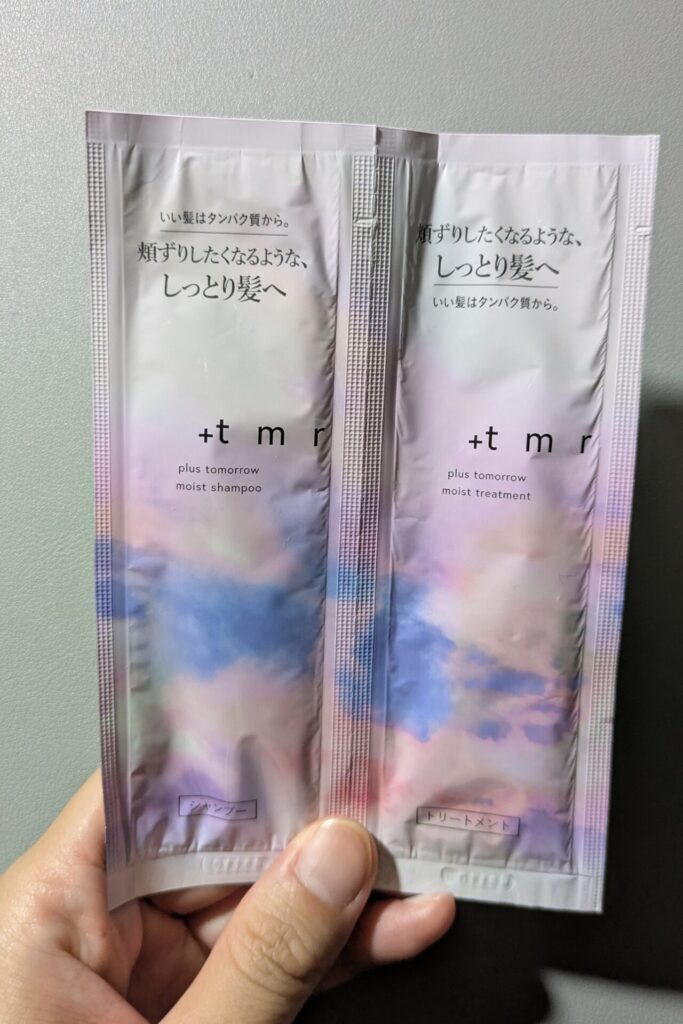 いい髪はタンパク質から。
頬ずりしたくなるような、
しっとり髪へ
+tmr
plus tomorrow
moist shampoo
シャンプー
頬ずりしたくなるような、
しっとり髪へ
いい髪はタンパク質から。
+tmr
plus tomorrow
moist treatment
トリートメント